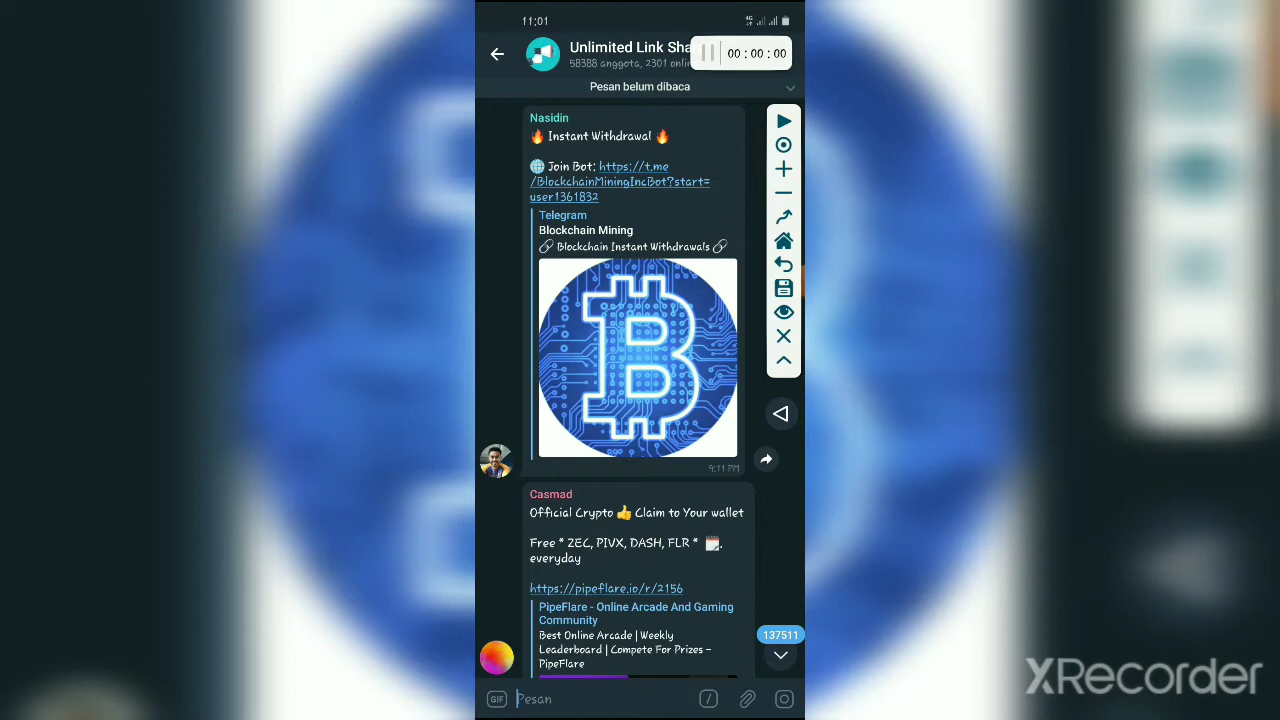 11:01
4G
Unlimited Link Sha
00:00:00
58388 anggota, 2301 onlin
Pesan belum dibaca
Nasidin
🔥 Instant Withdrawal 🔥
🌐 Join Bot: https://t.me
/BlockchainMiningIncBot?start=
user1361832
Telegram
Blockchain Mining
🔗 Blockchain Instant Withdrawals 🔗
9:11 PM
Casmad
Official Crypto 👍 Claim to Your wallet
Free * ZEC, PIVX, DASH, FLR * 🗓.
everyday
https://pipeflare.io/r/2156
PipeFlare - Online Arcade And Gaming
Community
Best Online Arcade | Weekly
Leaderboard | Compete For Prizes -
PipeFlare
137511
GIF
Pesan
XRecorder